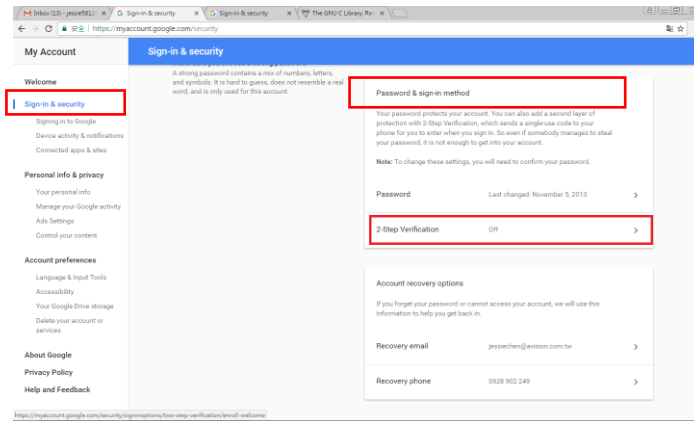 Inbox (13) - jessie5812
Sign-in & security
Sign-in & security
The GNU C Library: Rec
安全
https://myaccount.google.com/security
My Account
Sign-in & security
A strong password contains a mix of numbers, letters,
and symbols. It is hard to guess, does not resemble a real
word, and is only used for this account.
Welcome
Sign-in & security
Signing in to Google
Device activity & notifications
Connected apps & sites
Personal info & privacy
Your personal info
Manage your Google activity
Ads Settings
Control your content
Account preferences
Language & Input Tools
Accessibility
Your Google Drive storage
Delete your account or
services
About Google
Privacy Policy
Help and Feedback
Password & sign-in method
Your password protects your account. You can also add a second layer of
protection with 2-Step Verification, which sends a single-use code to your
phone for you to enter when you sign in. So even if somebody manages to steal
your password, it is not enough to get into your account.
Note: To change these settings, you will need to confirm your password.
Password Last changed: November 5, 2013
2-Step Verification Off
Account recovery options
If you forget your password or cannot access your account, we will use this
information to help you get back in.
Recovery email jessiechen@avision.com.tw
Recovery phone 0928 902 249
https://myaccount.google.com/security/signinoptions/two-step-verification/enroll-welcome